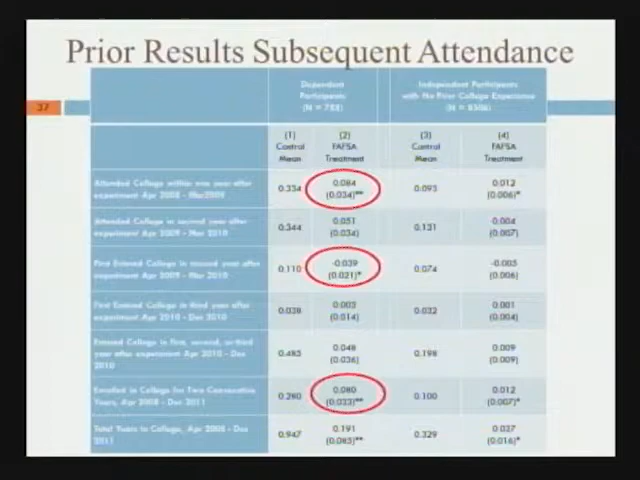 Prior Results Subsequent Attendance
37
Dependent
Participants
(N = 788)
Independent Participants
with No Prior College Experience
(N = 8506)
(1)
Control
Mean
(2)
FAFSA
Treatment
(3)
Control
Mean
(4)
FAFSA
Treatment
Attended College within one year after
experiment Apr 2008 - Mar2009
0.334
0.084
(0.034)**
0.093
0.012
(0.006)*
Attended College in second year after
experiment Apr 2009 - Mar 2010
0.344
0.051
(0.034)
0.131
-0.004
(0.007)
First Entered College in second year after
experiment Apr 2009 - Mar 2010
0.110
-0.039
(0.021)*
0.074
-0.005
(0.006)
First Entered College in third year after
experiment Apr 2010 - Dec 2010
0.038
0.003
(0.014)
0.032
0.001
(0.004)
Entered College in first, second, or third
year after experiment Apr 2010 - Dec
2010
0.485
0.048
(0.036)
0.198
0.009
(0.009)
Enrolled in College for Two Consecutive
Years, Apr 2008 - Dec 2011
0.280
0.080
(0.033)**
0.100
0.012
(0.007)*
Total Years in College, Apr 2008 - Dec
2011
0.947
0.191
(0.085)**
0.329
0.027
(0.016)*